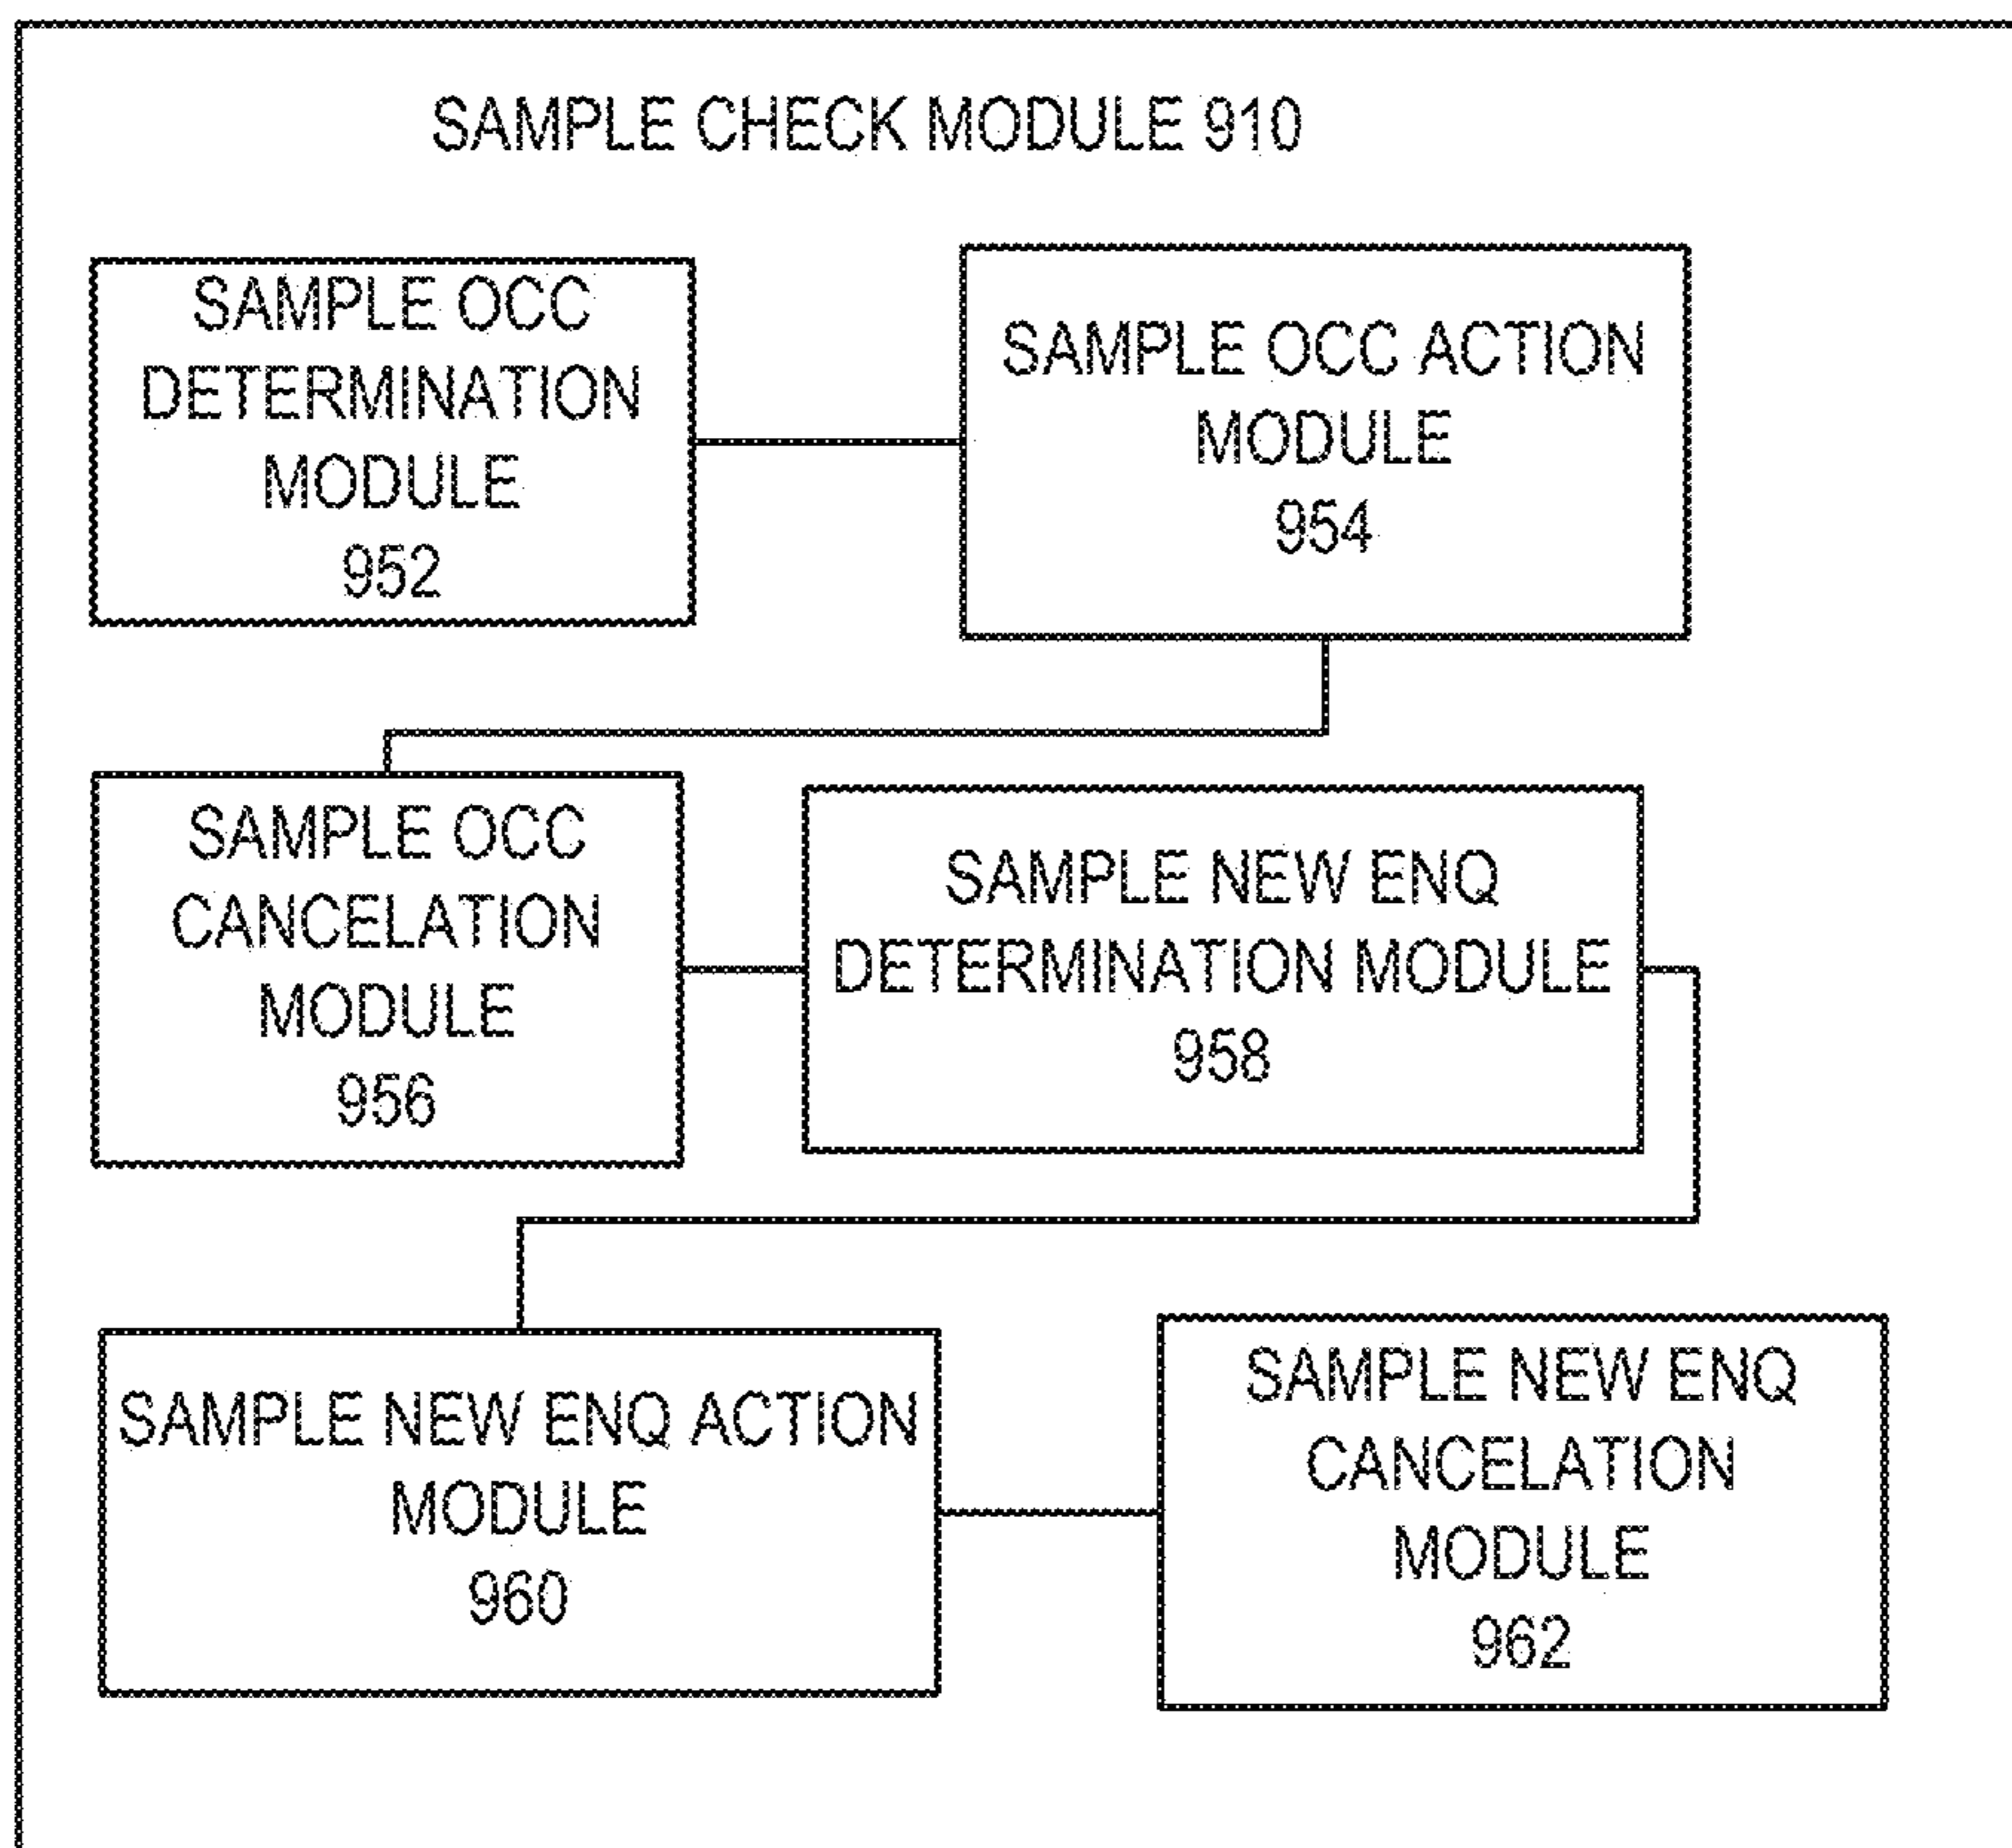 SAMPLE CHECK MODULE 910
SAMPLE OCC
DETERMINATION
MODULE
952
SAMPLE OCC ACTION
MODULE
954
SAMPLE OCC
CANCELATION
MODULE
956
SAMPLE NEW ENQ
DETERMINATION MODULE
958
SAMPLE NEW ENQ ACTION
MODULE
960
SAMPLE NEW ENQ
CANCELATION
MODULE
962